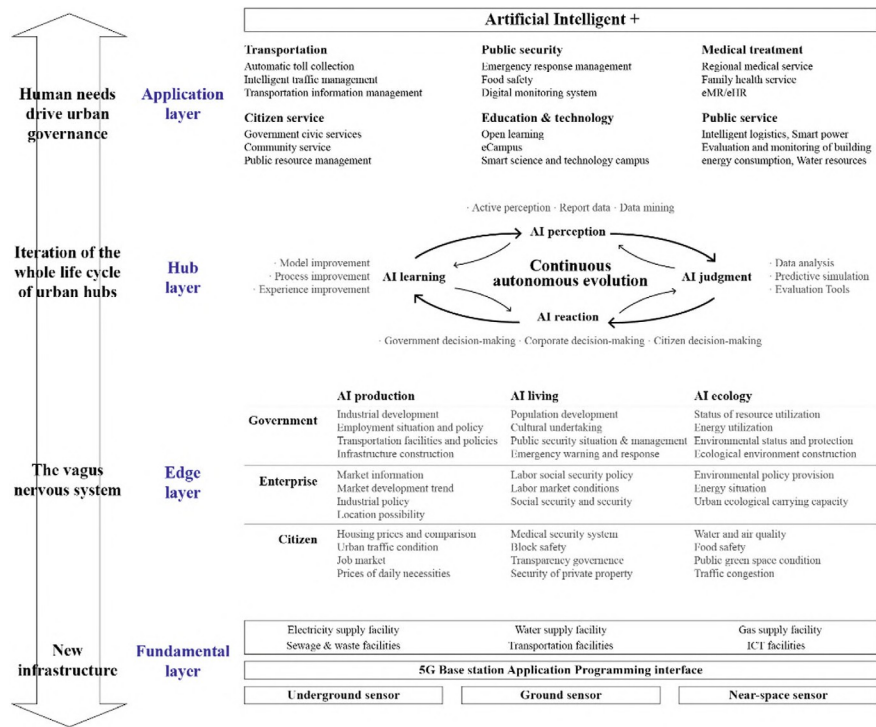 Artificial Intelligent +
Human needs
drive urban
governance
Application
layer
Transportation
Automatic toll collection
Intelligent traffic management
Transportation information management
Public security
Emergency response management
Food safety
Digital monitoring system
Medical treatment
Regional medical service
Family health service
eMR/eHR
Citizen service
Government civic services
Community service
Public resource management
Education & technology
Open learning
eCampus
Smart science and technology campus
Public service
Intelligent logistics, Smart power
Evaluation and monitoring of building
energy consumption, Water resources
Iteration of the
whole life cycle
of urban hubs
Hub
layer
· Active perception · Report data · Data mining
AI perception
· Model improvement
· Process improvement
· Experience improvement
AI learning
Continuous
autonomous evolution
AI judgment
· Data analysis
· Predictive simulation
· Evaluation Tools
AI reaction
· Government decision-making · Corporate decision-making · Citizen decision-making
The vagus
nervous system
Edge
layer
AI production
AI living
AI ecology
Government
Industrial development
Employment situation and policy
Transportation facilities and policies
Infrastructure construction
Population development
Cultural undertaking
Public security situation & management
Emergency warning and response
Status of resource utilization
Energy utilization
Environmental status and protection
Ecological environment construction
Enterprise
Market information
Market development trend
Industrial policy
Location possibility
Labor social security policy
Labor market conditions
Social security and security
Environmental policy provision
Energy situation
Urban ecological carrying capacity
Citizen
Housing prices and comparison
Urban traffic condition
Job market
Prices of daily necessities
Medical security system
Block safety
Transparency governence
Security of private property
Water and air quality
Food safety
Public green space condition
Traffic congestion
New
infrastructure
Fundamental
layer
Electricity supply facility
Water supply facility
Gas supply facility
Sewage & waste facilities
Transportation facilities
ICT facilities
5G Base station Application Programming interface
Underground sensor
Ground sensor
Near-space sensor